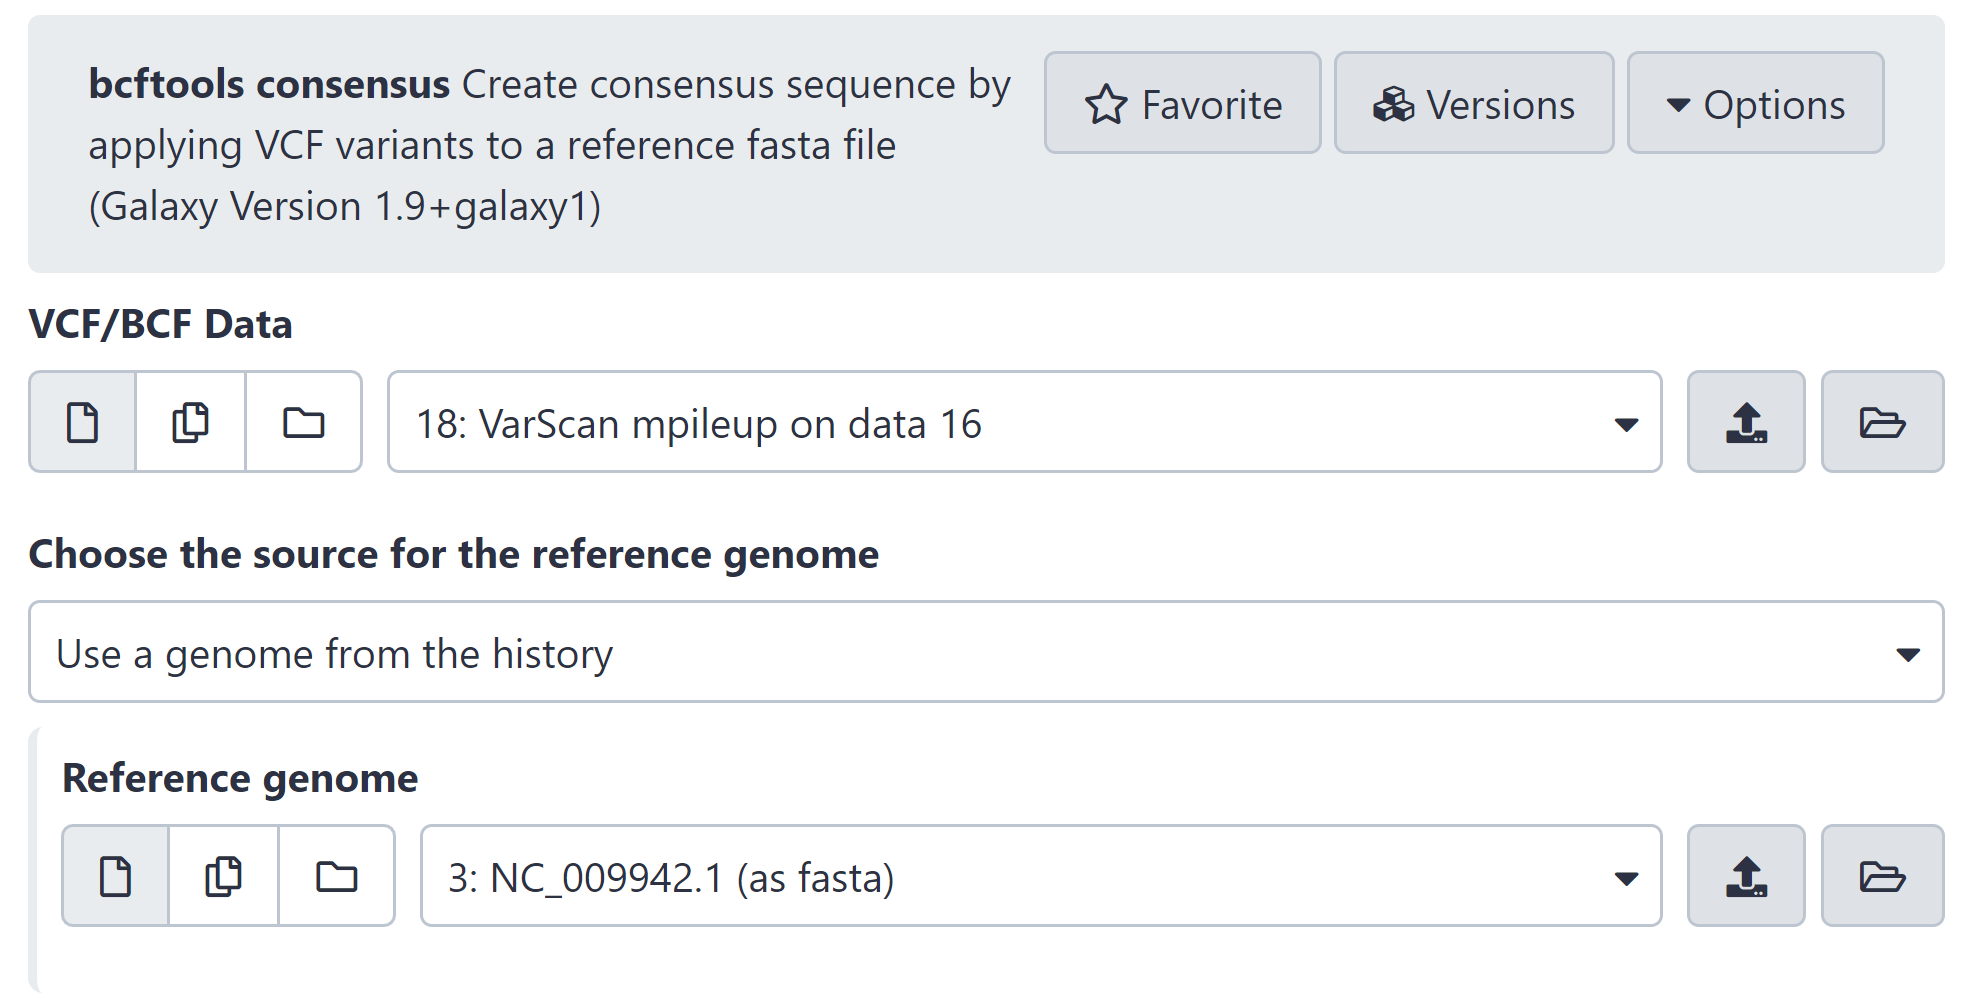 bcftools consensus Create consensus sequence by
applying VCF variants to a reference fasta file
(Galaxy Version 1.9+galaxy1)
Favorite
Versions
Options
VCF/BCF Data
18: VarScan mpileup on data 16
Choose the source for the reference genome
Use a genome from the history
Reference genome
3: NC_009942.1 (as fasta)